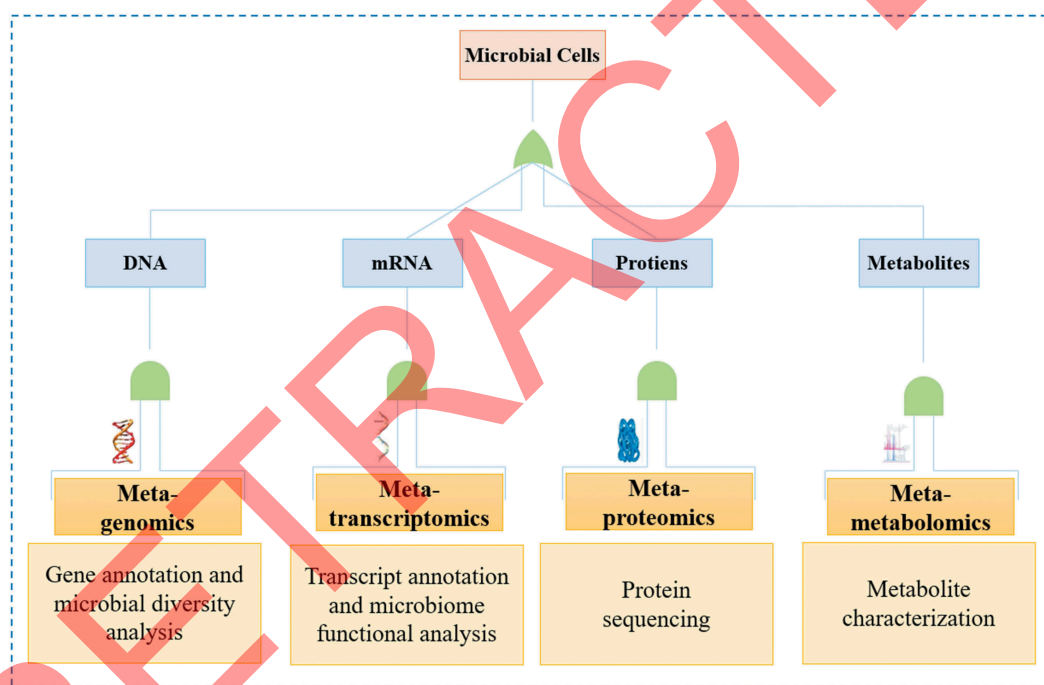 Microbial Cells
DNA
mRNA
Protiens
Metabolites
Meta-
genomics
Meta-
transcriptomics
Meta-
proteomics
Meta-
metabolomics
Gene annotation and
microbial diversity
analysis
Transcript annotation
and microbiome
functional analysis
Protein
sequencing
Metabolite
characterization
RETRACTE